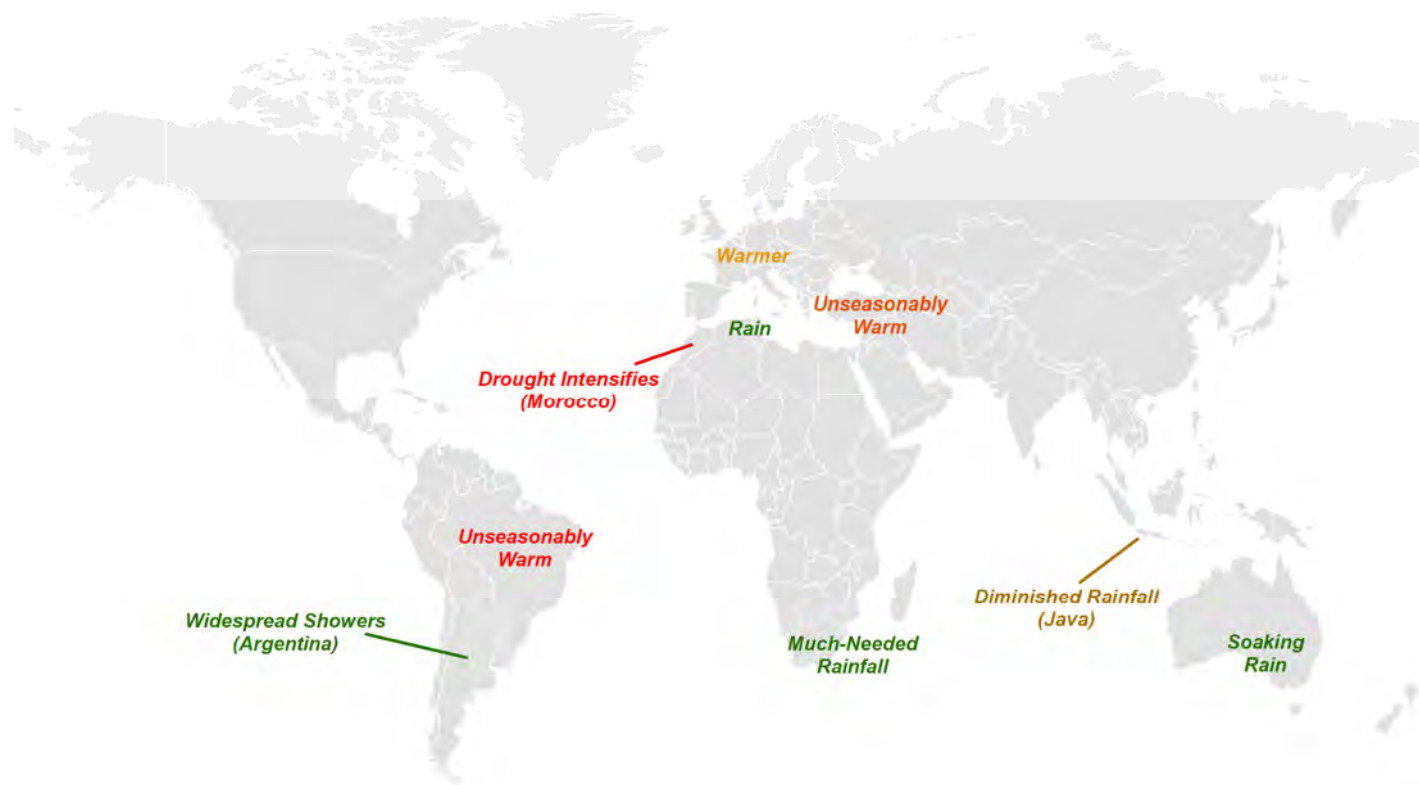 Warmer
Unseasonably
Warm
Rain
Drought Intensifies
(Morocco)
Unseasonably
Warm
Diminished Rainfall
(Java)
Widespread Showers
(Argentina)
Much-Needed
Rainfall
Soaking
Rain